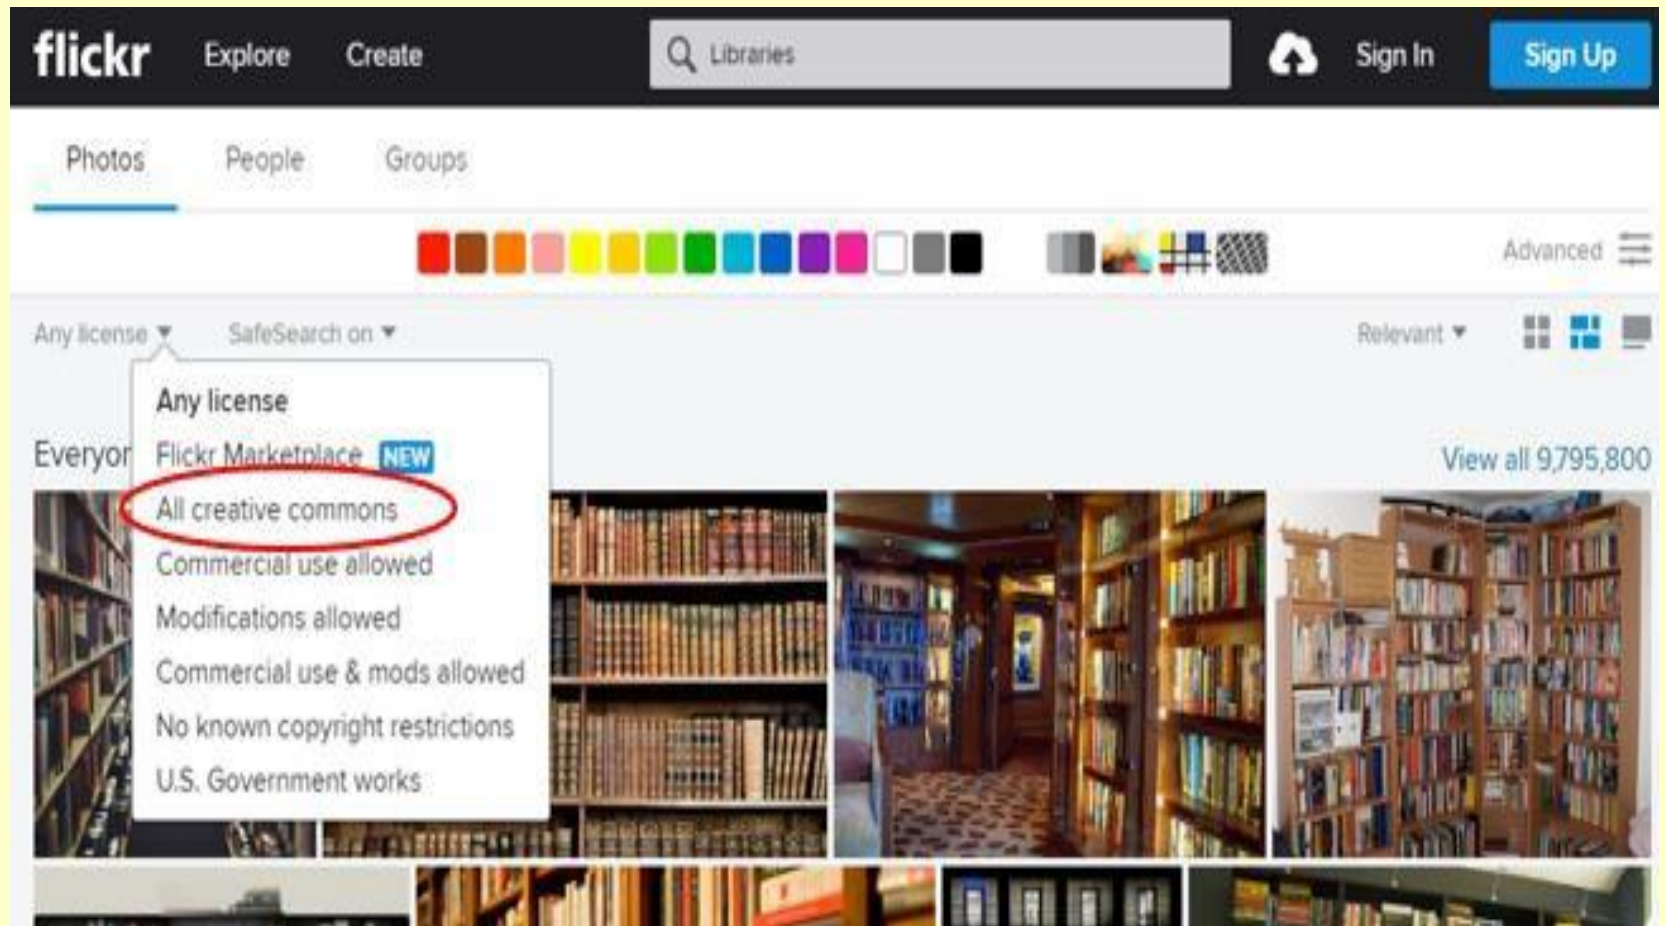 flickr Explore Create Libraries Sign In Sign Up
Photos People Groups
Advanced
Any license SafeSearch on Relevant
Any license
Everyon Flickr Marketplace NEW View all 9,795,800
All creative commons
Commercial use allowed
Modifications allowed
Commercial use & mods allowed
No known copyright restrictions
U.S. Government works